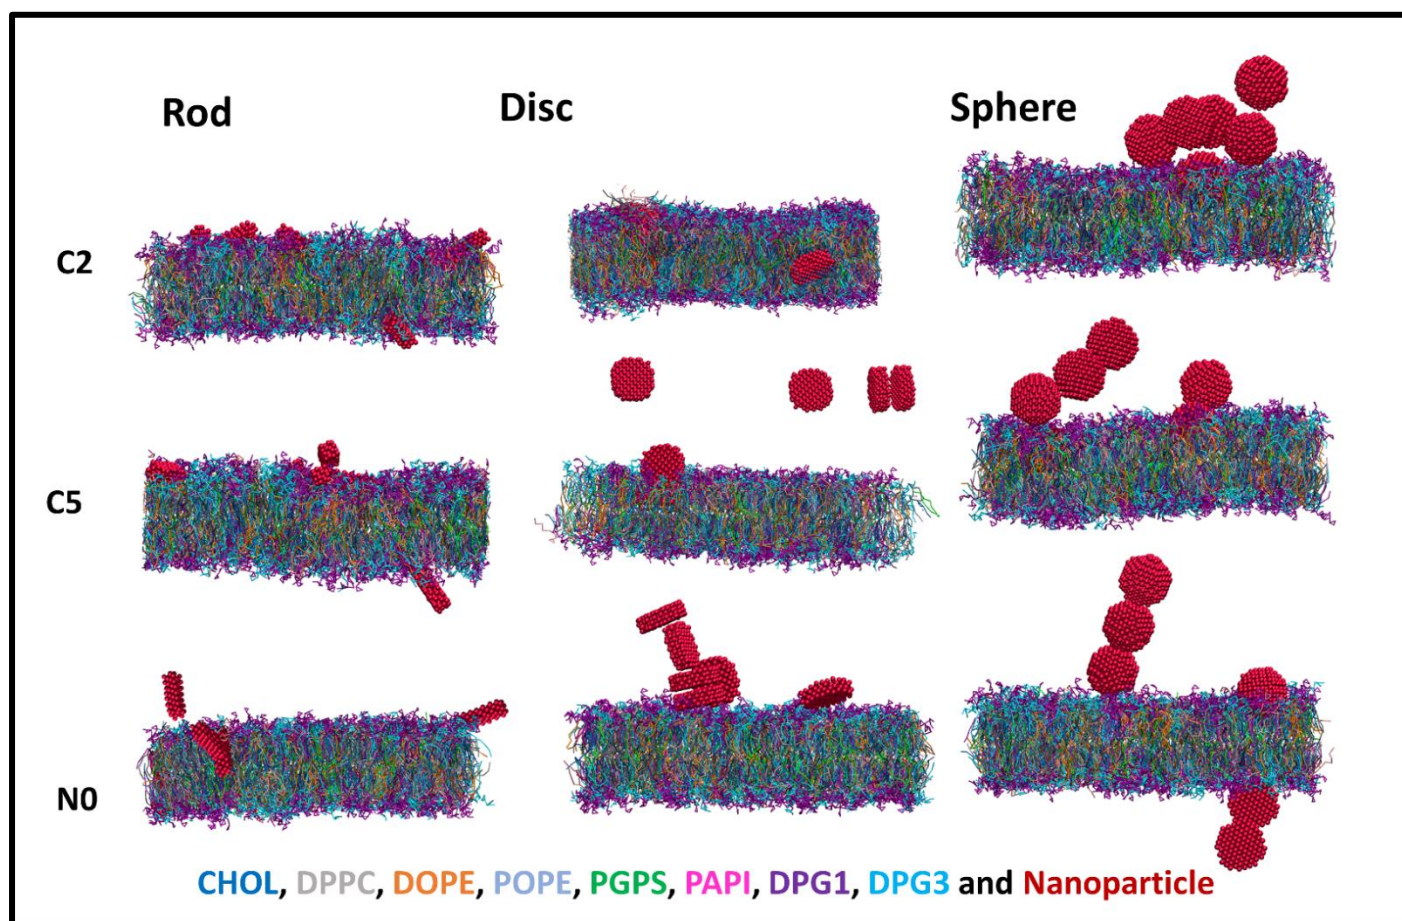 Rod Disc Sphere
C2
C5
N0
CHOL, DPPC, DOPE, POPE, PGPS, PAPI, DPG1, DPG3 and Nanoparticle